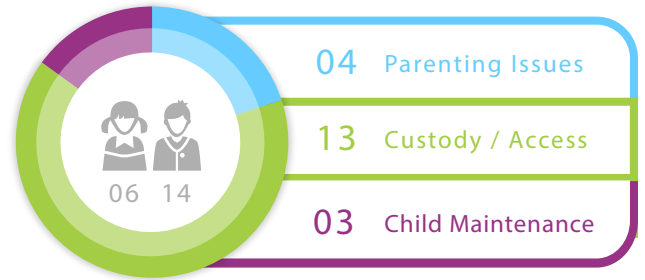 04 Parenting Issues
13 Custody / Access
06 14
03 Child Maintenance